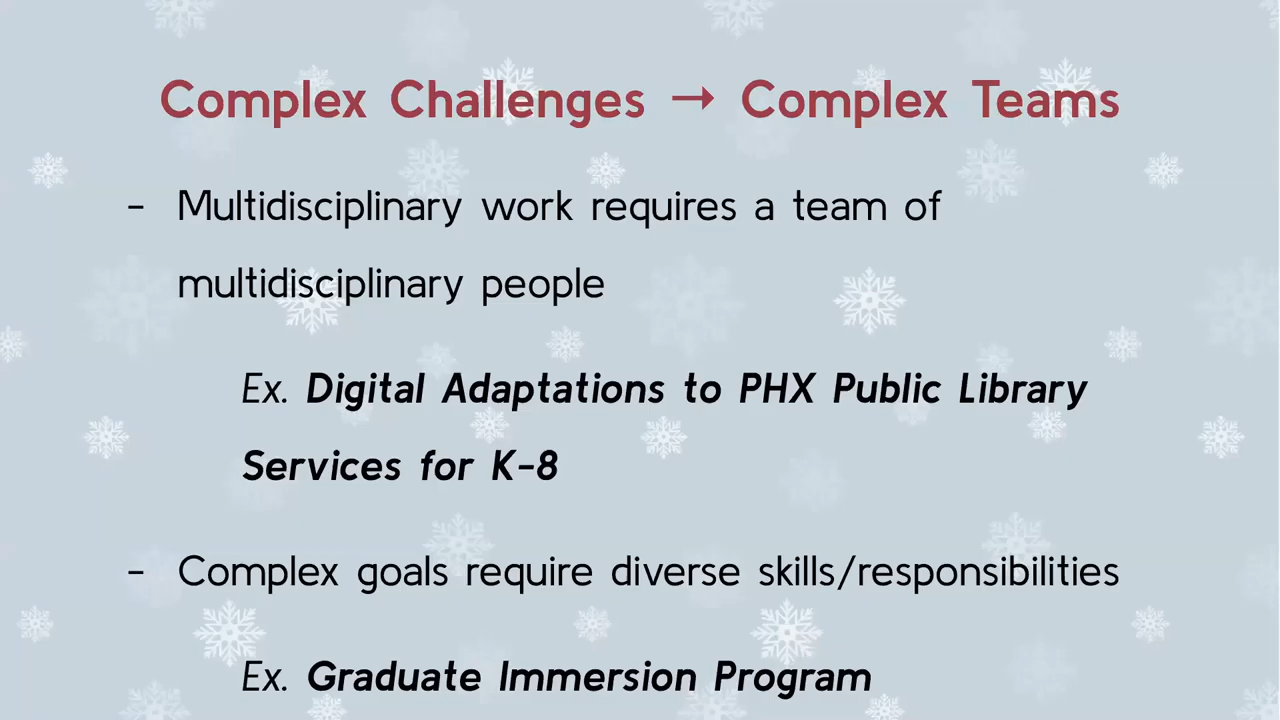 Complex Challenges → Complex Teams
- Multidisciplinary work requires a team of
multidisciplinary people
Ex. Digital Adaptations to PHX Public Library
Services for K-8
- Complex goals require diverse skills/responsibilities
Ex. Graduate Immersion Program